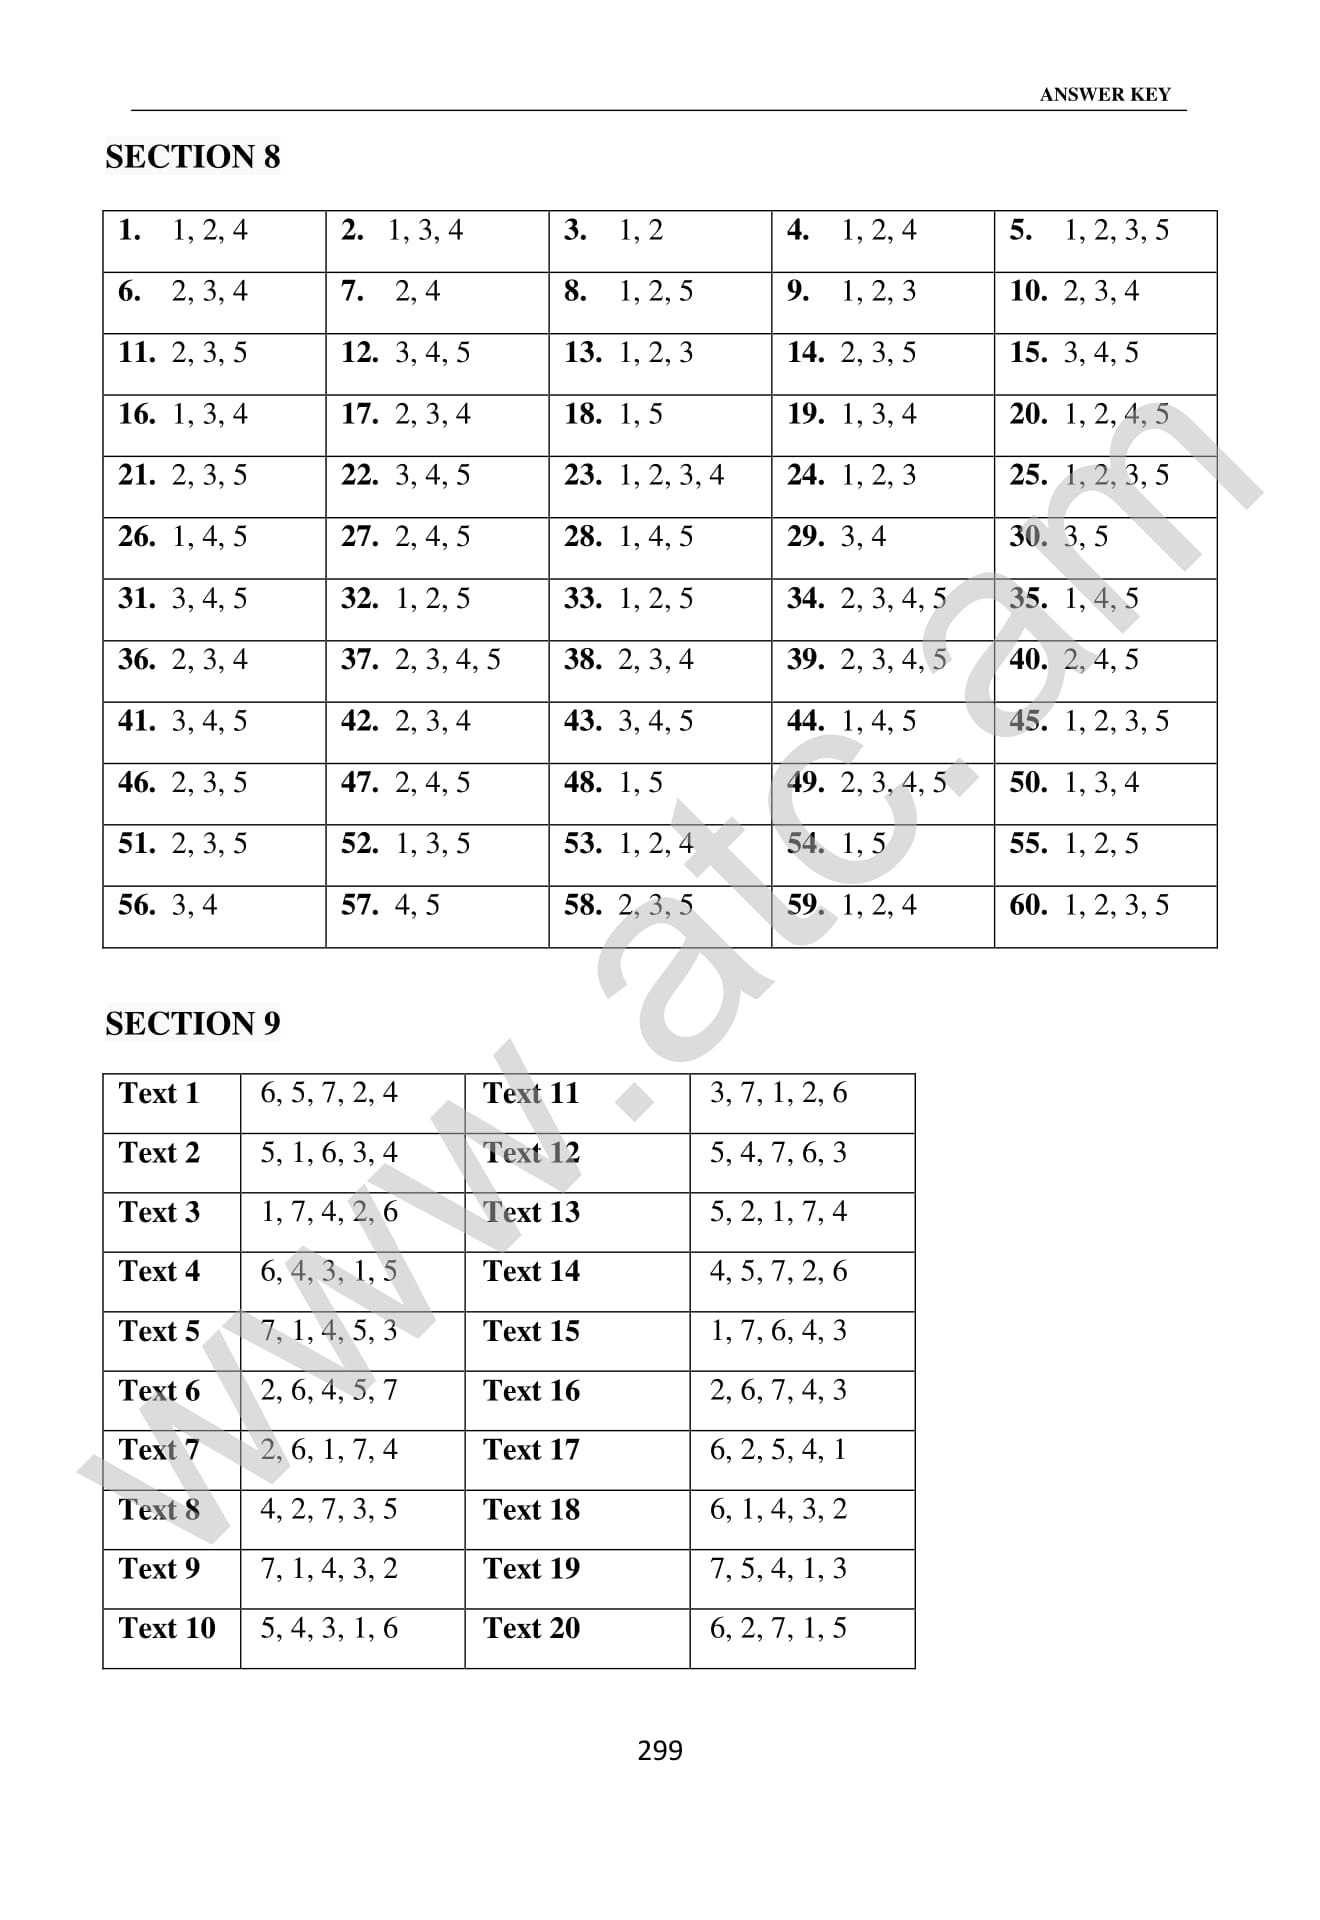 ANSWER KEY
SECTION 8
1. 1, 2, 4 2. 1, 3, 4 3. 1, 2 4. 1, 2, 4 5. 1, 2, 3, 5
6. 2, 3, 4 7. 2, 4 8. 1, 2, 5 9. 1, 2, 3 10. 2, 3, 4
11. 2, 3, 5 12. 3, 4, 5 13. 1, 2, 3 14. 2, 3, 5 15. 3, 4, 5
16. 1, 3, 4 17. 2, 3, 4 18. 1, 5 19. 1, 3, 4 20. 1, 2, 4, 5
21. 2, 3, 5 22. 3, 4, 5 23. 1, 2, 3, 4 24. 1, 2, 3 25. 1, 2, 3, 5
26. 1, 4, 5 27. 2, 4, 5 28. 1, 4, 5 29. 3, 4 30. 3, 5
31. 3, 4, 5 32. 1, 2, 5 33. 1, 2, 5 34. 2, 3, 4, 5 35. 1, 4, 5
36. 2, 3, 4 37. 2, 3, 4, 5 38. 2, 3, 4 39. 2, 3, 4, 5 40. 2, 4, 5
41. 3, 4, 5 42. 2, 3, 4 43. 3, 4, 5 44. 1, 4, 5 45. 1, 2, 3, 5
46. 2, 3, 5 47. 2, 4, 5 48. 1, 5 49. 2, 3, 4, 5 50. 1, 3, 4
51. 2, 3, 5 52. 1, 3, 5 53. 1, 2, 4 54. 1, 5 55. 1, 2, 5
56. 3, 4 57. 4, 5 58. 2, 3, 5 59. 1, 2, 4 60. 1, 2, 3, 5
SECTION 9
Text 1 6, 5, 7, 2, 4 Text 11 3, 7, 1, 2, 6
Text 2 5, 1, 6, 3, 4 Text 12 5, 4, 7, 6, 3
Text 3 1, 7, 4, 2, 6 Text 13 5, 2, 1, 7, 4
Text 4 6, 4, 3, 1, 5 Text 14 4, 5, 7, 2, 6
Text 5 7, 1, 4, 5, 3 Text 15 1, 7, 6, 4, 3
Text 6 2, 6, 4, 5, 7 Text 16 2, 6, 7, 4, 3
Text 7 2, 6, 1, 7, 4 Text 17 6, 2, 5, 4, 1
Text 8 4, 2, 7, 3, 5 Text 18 6, 1, 4, 3, 2
Text 9 7, 1, 4, 3, 2 Text 19 7, 5, 4, 1, 3
Text 10 5, 4, 3, 1, 6 Text 20 6, 2, 7, 1, 5
www.atc.am
299